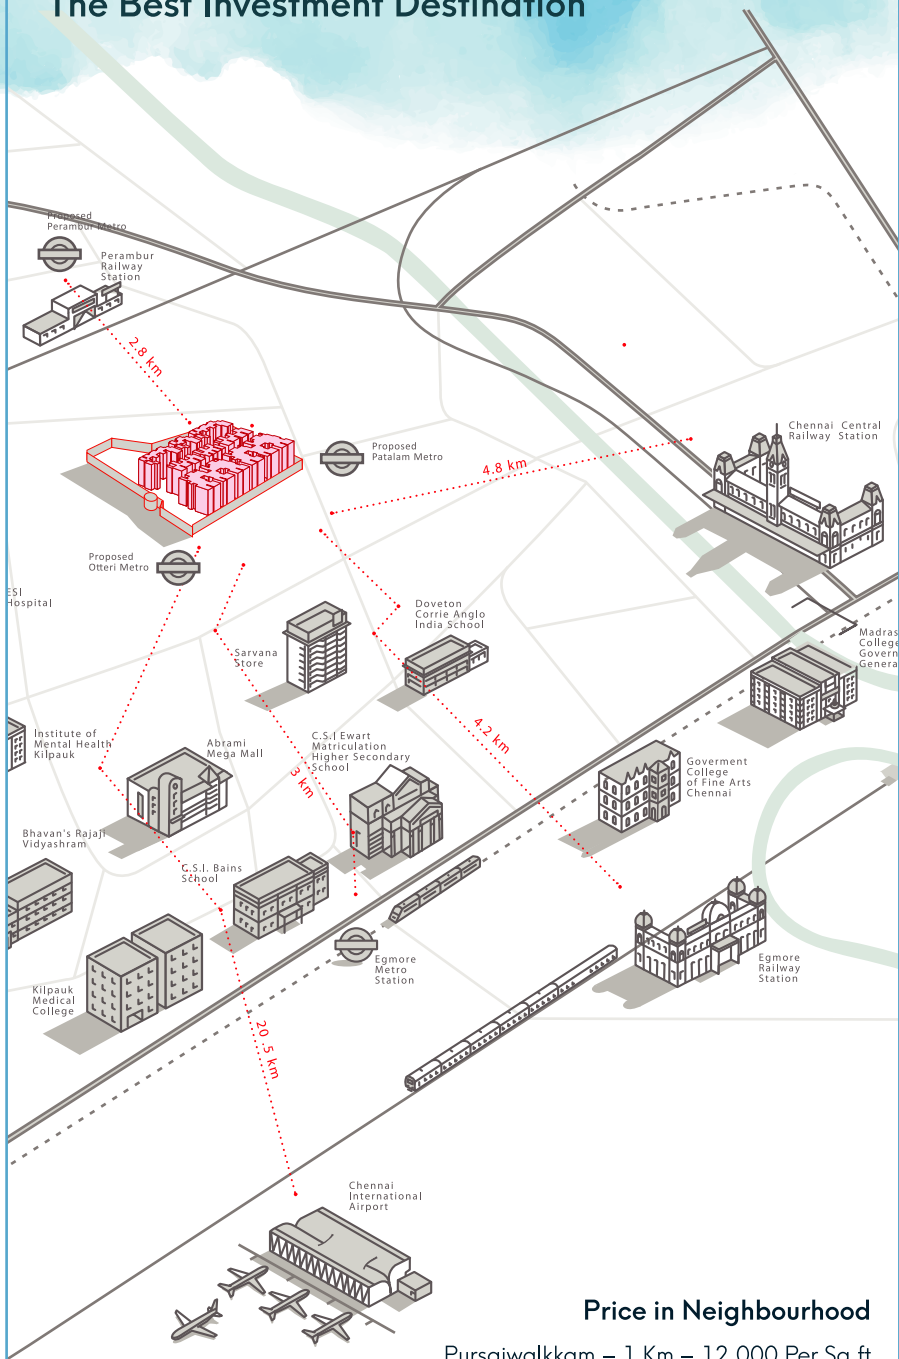 The Best Investment Destination
Proposed
Perambur Metro
Perambur
Railway
Station
2.8 km
Chennai Central
Railway Station
Proposed
Patalam Metro
4.8 km
Proposed
Otteri Metro
ESI
Hospital
Doveton
Corrie Anglo
India School
Madras
College
Govern
Genera
Sarvana
Store
4.2 km
Institute of
Mental Health
Kilpauk
Abrami
Mega Mall
C.S.I Ewart
Matriculation
Higher Secondary
School
3 km
Goverment
College
of Fine Arts
Chennai
Bhavan's Rajaji
Vidyashram
C.S.I. Bains
School
Egmore
Metro
Station
Egmore
Railway
Station
Kilpauk
Medical
College
20 .5 km
Chennai
International
Airport
Price in Neighbourhood
Pursaiwalkkam – 1 Km – 12,000 Per Sq.ft